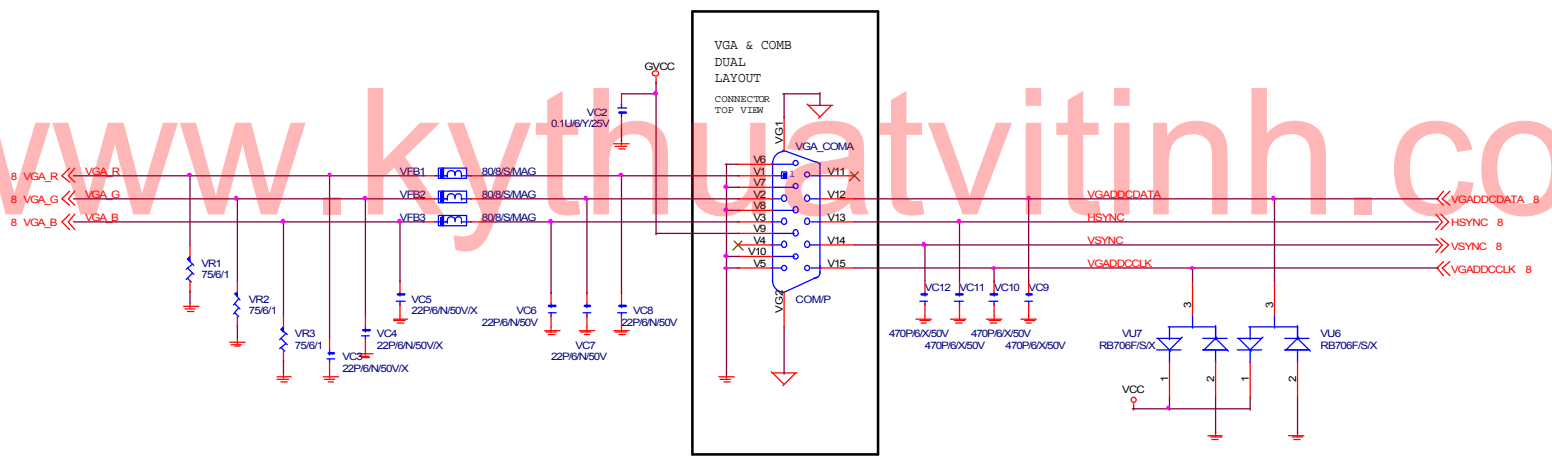 VGA & COMB
DUAL
LAYOUT
CONNECTOR
TOP VIEW
GVCC
VC2
0.1U/6/Y/25V
www.kythuatvitinh.co
VG1
VGA_COMA
8 VGA_R
VGA_R
VFB1
80/8/S/MAG
8 VGA_G
VGA_G
VFB2
80/8/S/MAG
8 VGA_B
VGA_B
VFB3
80/8/S/MAG
V6
V1
V7
V2
V8
V3
V9
V4
V10
V5
1
V11
V12
V13
V14
V15
VGADDCDATA
VGADDCDATA 8
HSYNC
HSYNC 8
VSYNC
VSYNC 8
VGADDCCLK
VGADDCCLK 8
VG2
COM/P
VR1
75/6/1
VR2
75/6/1
VR3
75/6/1
VC3
22P/6/N/50V/X
VC4
22P/6/N/50V/X
VC5
22P/6/N/50V/X
VC6
22P/6/N/50V
VC7
22P/6/N/50V
VC8
22P/6/N/50V
VC12
VC11
VC10
VC9
470P/6/X/50V
470P/6/X/50V
470P/6/X/50V
470P/6/X/50V
3
3
VU7
RB706F/S/X
VU6
RB706F/S/X
1
2
1
2
VCC